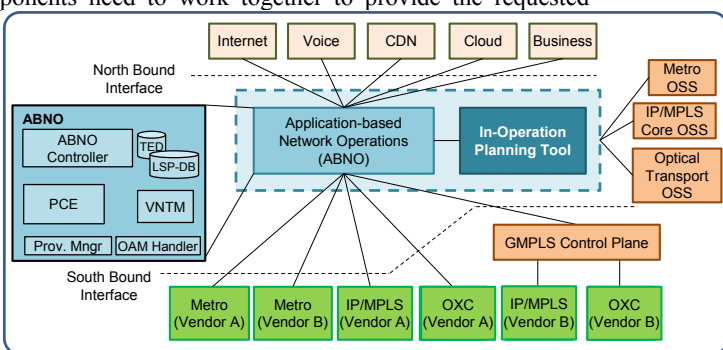 ponents need to work together to provide the requested
Internet
Voice
CDN
Cloud
Business
North Bound
Interface
Metro
OSS
ABNO
ABNO
Controller
TED
LSP-DB
PCE
VNTM
Prov. Mngr
OAM Handler
Application-based
Network Operations
(ABNO)
In-Operation
Planning Tool
IP/MPLS
Core OSS
Optical
Transport
OSS
GMPLS Control Plane
South Bound
Interface
Metro
(Vendor A)
Metro
(Vendor B)
IP/MPLS
(Vendor A)
OXC
(Vendor A)
IP/MPLS
(Vendor B)
OXC
(Vendor B)